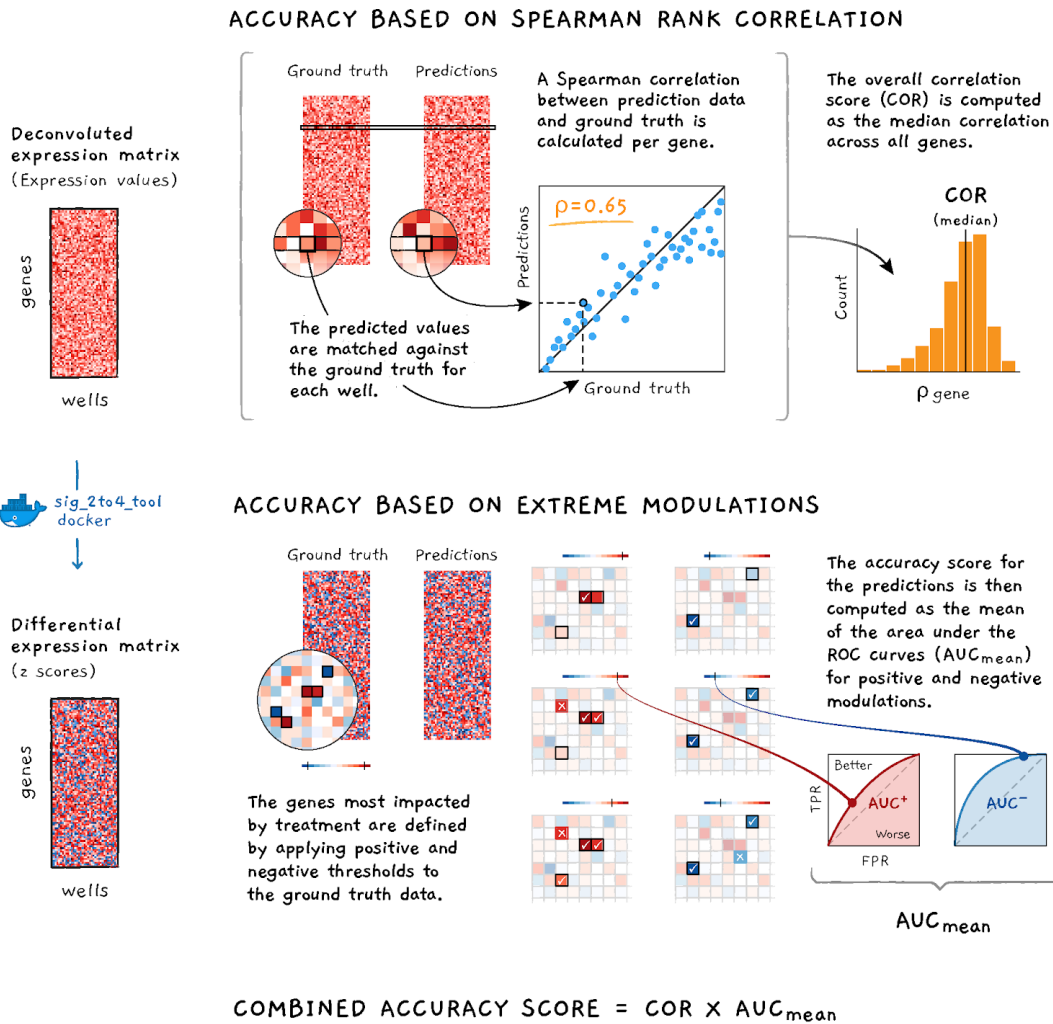 ACCURACY BASED ON SPEARMAN RANK CORRELATION
Deconvoluted
expression matrix
(Expression values)
genes
wells
Ground truth
Predictions
The predicted values
are matched against
the ground truth for
each well.
A Spearman correlation
between prediction data
and ground truth is
calculated per gene.
ρ=0.65
Predictions
Ground truth
The overall correlation
score (COR) is computed
as the median correlation
across all genes.
COR
(median)
Count
ρ gene
sig_2to4_tool
docker
ACCURACY BASED ON EXTREME MODULATIONS
Differential
expression matrix
(z scores)
genes
wells
Ground truth
Predictions
The genes most impacted
by treatment are defined
by applying positive and
negative thresholds to
the ground truth data.
The accuracy score for
the predictions is then
computed as the mean
of the area under the
ROC curves (AUCmean)
for positive and negative
modulations.
Better
TPR
AUC+
Worse
FPR
AUC−
AUCmean
COMBINED ACCURACY SCORE = COR X AUCmean